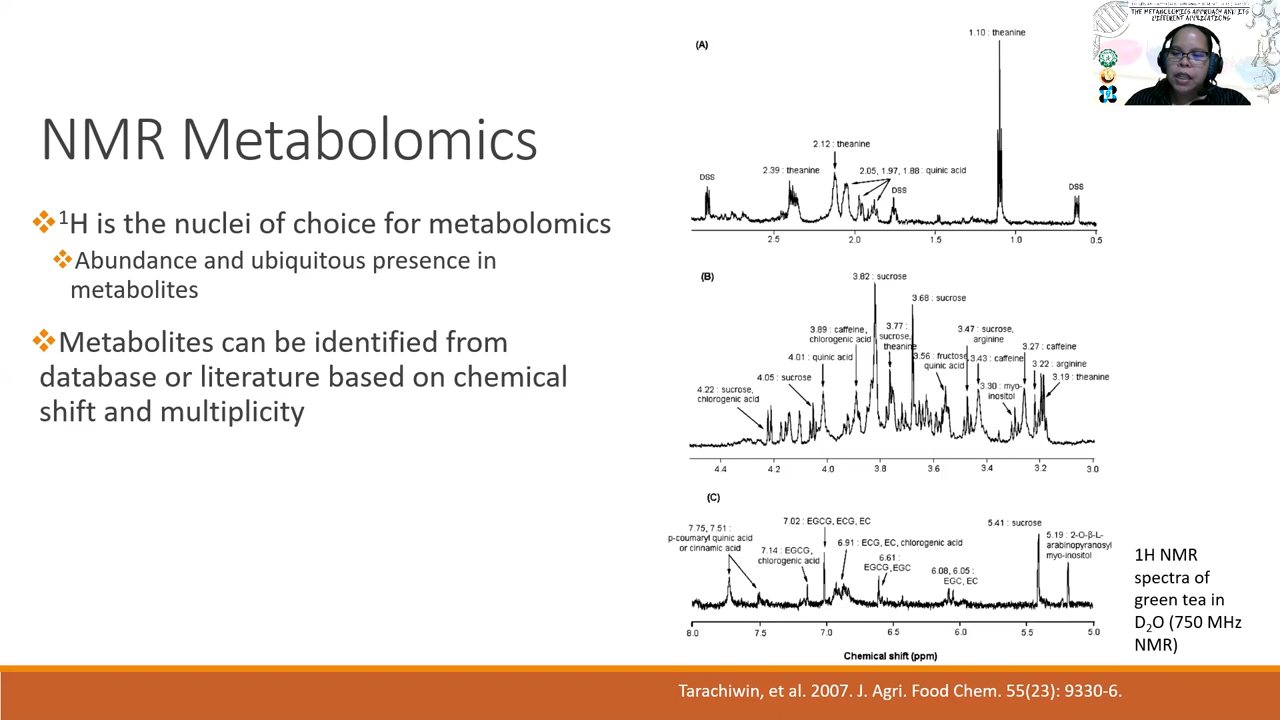 THE METABOLOMICS APPROACH AND ITS
DIFFERENT APPLICATIONS
NMR Metabolomics
❖¹H is the nuclei of choice for metabolomics
❖Abundance and ubiquitous presence in
metabolites
❖Metabolites can be identified from
database or literature based on chemical
shift and multiplicity
(A)
1.10 : theanine
2.12 : theanine
2.39 : theanine
2.05, 1.97, 1.88 : quinic acid
DSS
DSS
DSS
2.5 2.0 1.5 1.0 0.5
(B)
3.82 : sucrose
3.68 : sucrose
3.89 : caffeine,
chlorogenic acid
3.77 :
sucrose,
theanine
3.47 : sucrose,
arginine
4.01 : quinic acid
3.56 : fructose,
quinic acid
3.43 : caffeine
3.27 : caffeine
3.22 : arginine
4.05 : sucrose
3.19 : theanine
4.22 : sucrose,
chlorogenic acid
3.30 : myo-
inositol
4.4 4.2 4.0 3.8 3.6 3.4 3.2 3.0
(C)
7.02 : EGCG, ECG, EC
5.41 : sucrose
7.75, 7.51 :
p-coumaryl quinic acid
or cinnamic acid
6.91 : ECG, EC, chlorogenic acid
5.19 : 2-O-β-L-
arabinopyranosyl
myo-inositol
7.14 : EGCG,
chlorogenic acid
6.61 :
EGCG, EGC
6.08, 6.05 :
EGC, EC
8.0 7.5 7.0 6.5 6.0 5.5 5.0
Chemical shift (ppm)
1H NMR
spectra of
green tea in
D₂O (750 MHz
NMR)
Tarachiwin, et al. 2007. J. Agri. Food Chem. 55(23): 9330-6.